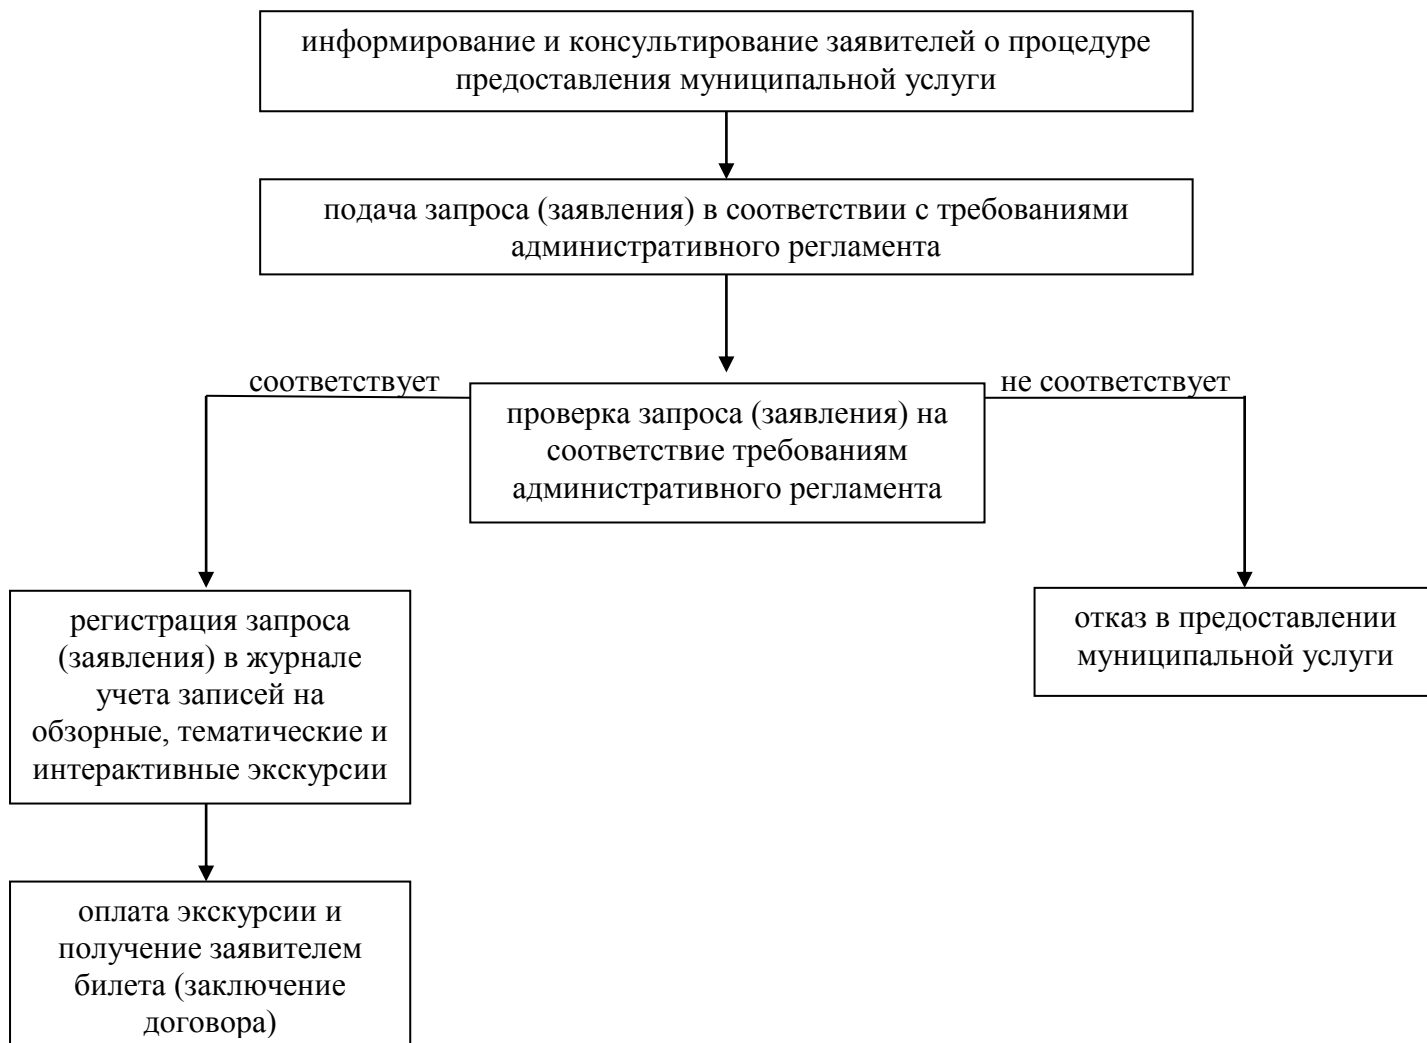 информирование и консультирование заявителей о процедуре
предоставления муниципальной услуги
подача запроса (заявления) в соответствии с требованиями
административного регламента
соответствует
не соответствует
проверка запроса (заявления) на
соответствие требованиям
административного регламента
регистрация запроса
(заявления) в журнале
учета записей на
обзорные, тематические и
интерактивные экскурсии
отказ в предоставлении
муниципальной услуги
оплата экскурсии и
получение заявителем
билета (заключение
договора)